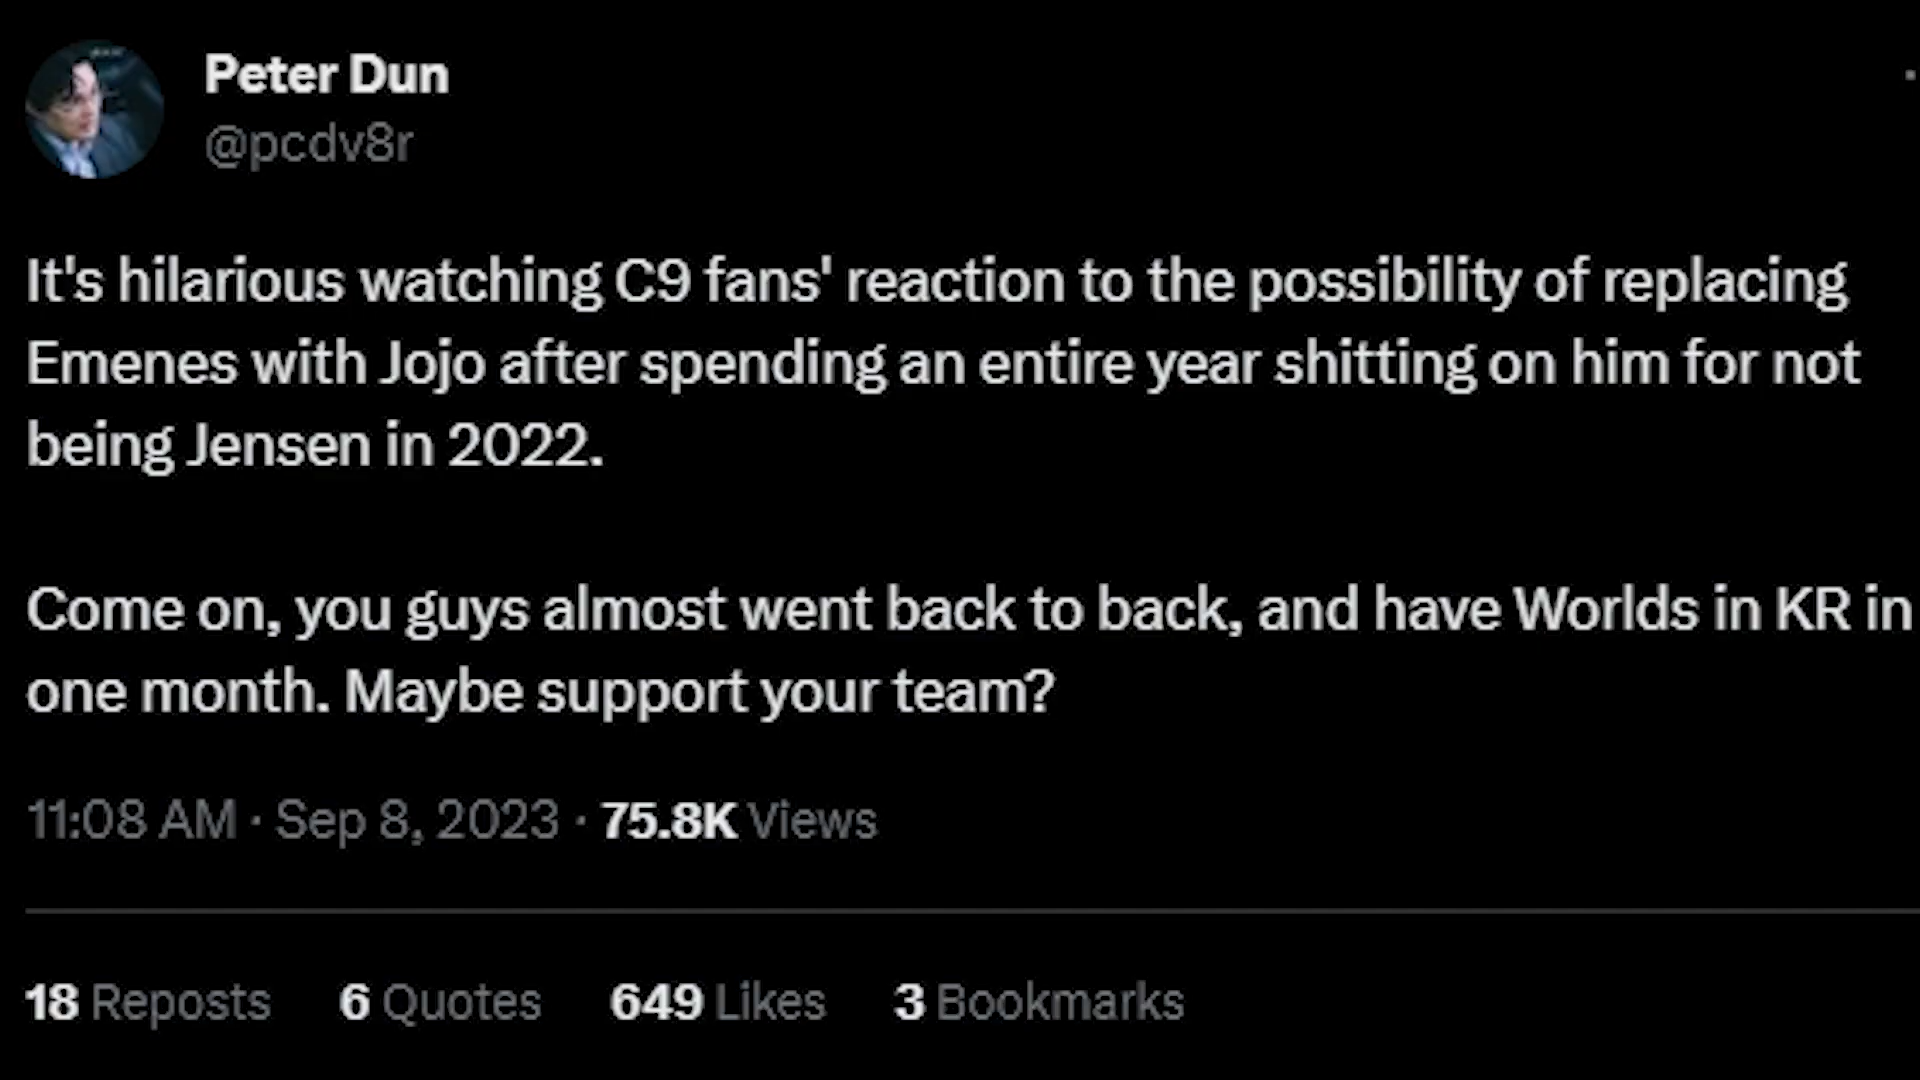 Peter Dun
@pcdv8r
It's hilarious watching C9 fans' reaction to the possibility of replacing
Emenes with Jojo after spending an entire year shitting on him for not
being Jensen in 2022.
Come on, you guys almost went back to back, and have Worlds in KR in
one month. Maybe support your team?
11:08 AM · Sep 8, 2023 · 75.8K Views
18 Reposts 6 Quotes 649 Likes 3 Bookmarks